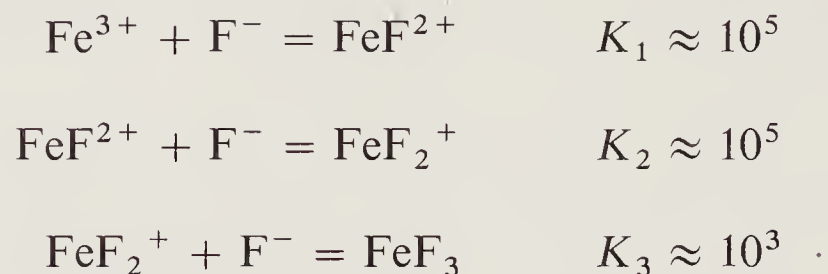 Fe³⁺ + F⁻ = FeF²⁺ K₁ ≈ 10⁵
FeF²⁺ + F⁻ = FeF₂⁺ K₂ ≈ 10⁵
FeF₂⁺ + F⁻ = FeF₃ K₃ ≈ 10³ .